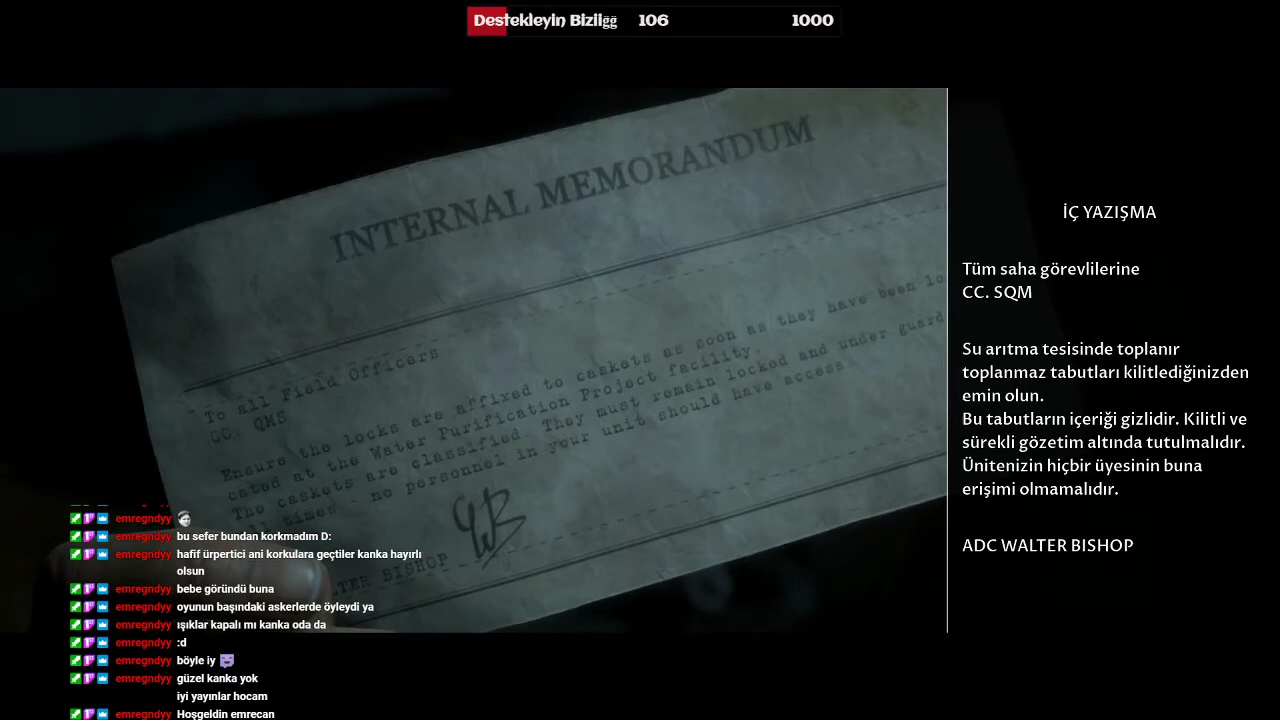 Destekleyin Biziiğğ 106 1000
INTERNAL MEMORANDUM
To all Field Officers
CC. QMS
Ensure the locks are affixed to caskets as soon as they have been lo
cated at the Water Purification Project facility.
The caskets are classified. They must remain locked and under guard
all times - no personnel in your unit should have access.
WB
TER BISHOP
İÇ YAZIŞMA
Tüm saha görevlilerine
CC. SQM
Su arıtma tesisinde toplanır
toplanmaz tabutları kilitlediğinizden
emin olun.
Bu tabutların içeriği gizlidir. Kilitli ve
sürekli gözetim altında tutulmalıdır.
Ünitenizin hiçbir üyesinin buna
erişimi olmamalıdır.
ADC WALTER BISHOP
emregndyy
emregndyy bu sefer bundan korkmadım D:
emregndyy hafif ürpertici ani korkulara geçtiler kanka hayırlı
olsun
emregndyy bebe göründü buna
emregndyy oyunun başındaki askerlerde öyleydi ya
emregndyy ışıklar kapalı mı kanka oda da
emregndyy :d
emregndyy böyle iy
emregndyy güzel kanka yok
iyi yayınlar hocam
emregndyy Hoşgeldin emrecan